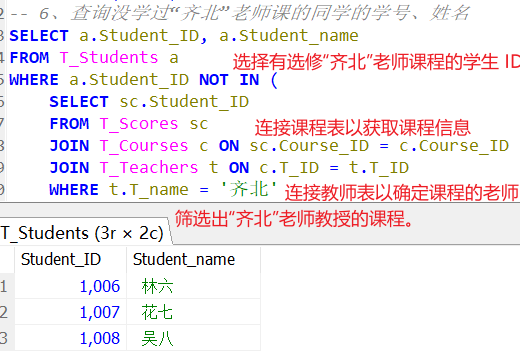 -- 6、查询没学过“齐北”老师课的同学的学号、姓名
SELECT a.Student_ID, a.Student_name
FROM T_Students a
选择有选修“齐北”老师课程的学生 ID
WHERE a.Student_ID NOT IN (
SELECT sc.Student_ID
FROM T_Scores sc
连接课程表以获取课程信息
JOIN T_Courses c ON sc.Course_ID = c.Course_ID
JOIN T_Teachers t ON c.T_ID = t.T_ID
WHERE t.T_name = '齐北'
连接教师表以确定课程的老师
筛选出“齐北”老师教授的课程。
T_Students (3r × 2c)
Student_ID Student_name
1 1,006 林六
2 1,007 花七
3 1,008 吴八